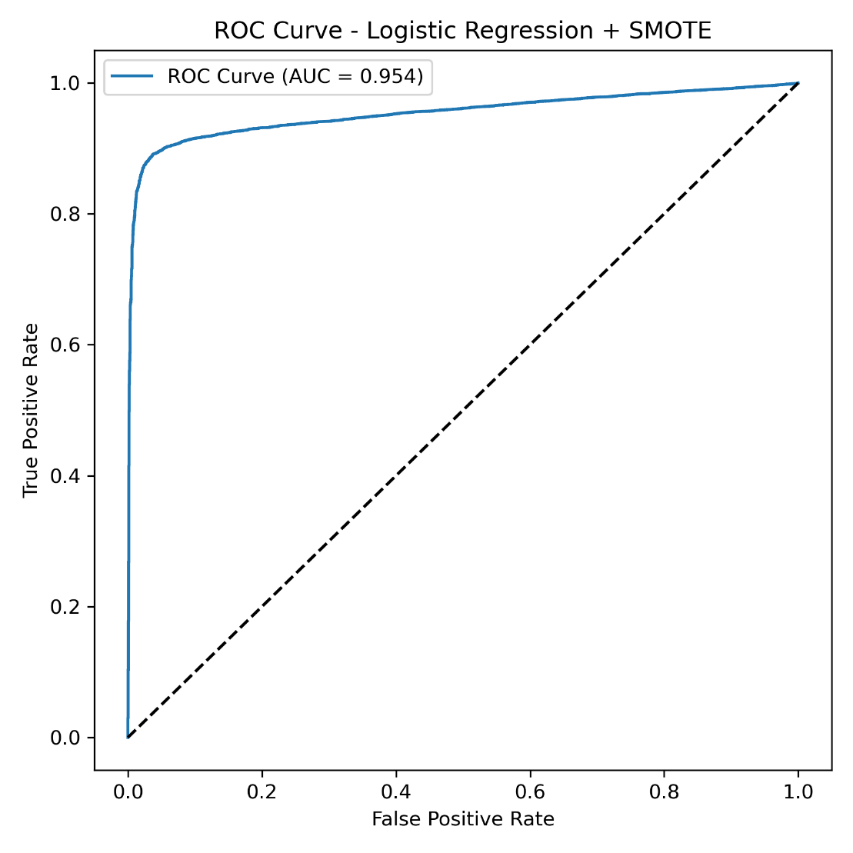 ROC Curve - Logistic Regression + SMOTE
ROC Curve (AUC = 0.954)
1.0
0.8
0.6
0.4
0.2
0.0
True Positive Rate
0.0 0.2 0.4 0.6 0.8 1.0
False Positive Rate